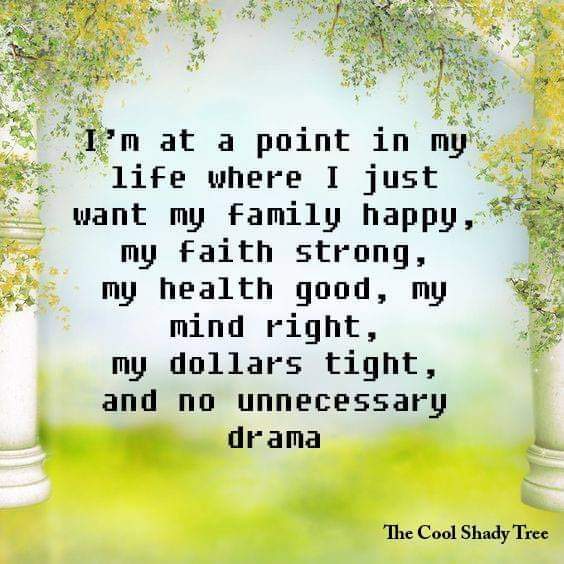 I'm at a point in my
life where I just
want my family happy,
my faith strong,
my health good, my
mind right,
my dollars tight,
and no unnecessary
drama
The Cool Shady Tree